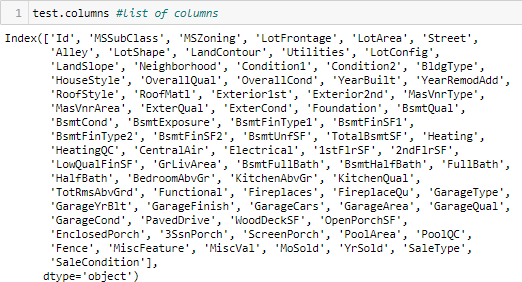 1 test.columns #list of columns
Index(['Id', 'MSSubClass', 'MSZoning', 'LotFrontage', 'LotArea', 'Street',
'Alley', 'LotShape', 'LandContour', 'Utilities', 'LotConfig',
'LandSlope', 'Neighborhood', 'Condition1', 'Condition2', 'BldgType',
'HouseStyle', 'OverallQual', 'OverallCond', 'YearBuilt', 'YearRemodAdd',
'RoofStyle', 'RoofMatl', 'Exterior1st', 'Exterior2nd', 'MasVnrType',
'MasVnrArea', 'ExterQual', 'ExterCond', 'Foundation', 'BsmtQual',
'BsmtCond', 'BsmtExposure', 'BsmtFinType1', 'BsmtFinSF1',
'BsmtFinType2', 'BsmtFinSF2', 'BsmtUnfSF', 'TotalBsmtSF', 'Heating',
'HeatingQC', 'CentralAir', 'Electrical', '1stFlrSF', '2ndFlrSF',
'LowQualFinSF', 'GrLivArea', 'BsmtFullBath', 'BsmtHalfBath', 'FullBath',
'HalfBath', 'BedroomAbvGr', 'KitchenAbvGr', 'KitchenQual',
'TotRmsAbvGrd', 'Functional', 'Fireplaces', 'FireplaceQu', 'GarageType',
'GarageYrBlt', 'GarageFinish', 'GarageCars', 'GarageArea', 'GarageQual',
'GarageCond', 'PavedDrive', 'WoodDeckSF', 'OpenPorchSF',
'EnclosedPorch', '3SsnPorch', 'ScreenPorch', 'PoolArea', 'PoolQC',
'Fence', 'MiscFeature', 'MiscVal', 'MoSold', 'YrSold', 'SaleType',
'SaleCondition'],
dtype='object')